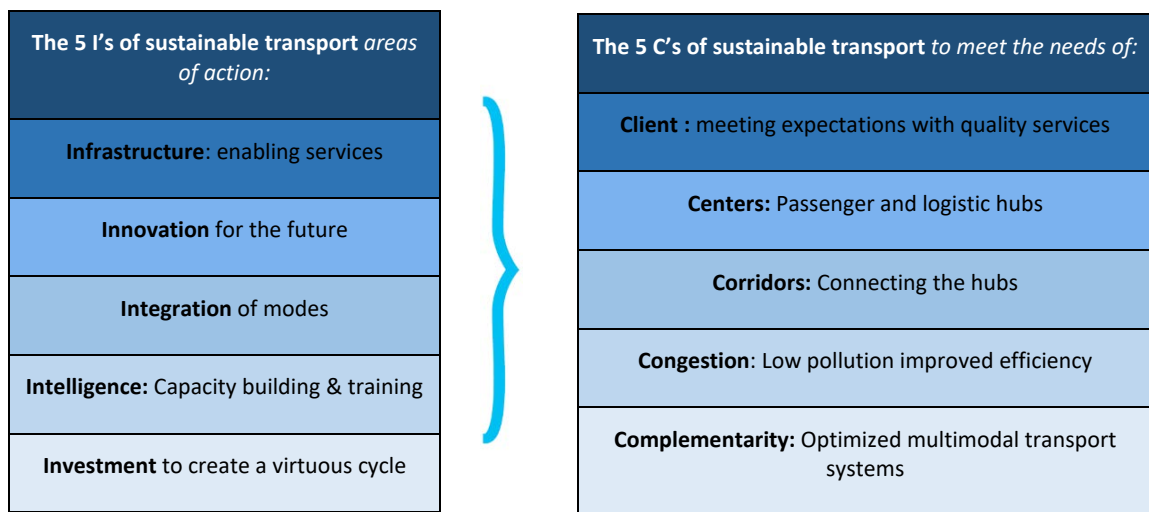 The 5 I’s of sustainable transport areas
of action:
Infrastructure: enabling services
Innovation for the future
Integration of modes
Intelligence: Capacity building & training
Investment to create a virtuous cycle
The 5 C’s of sustainable transport to meet the needs of:
Client : meeting expectations with quality services
Centers: Passenger and logistic hubs
Corridors: Connecting the hubs
Congestion: Low pollution improved efficiency
Complementarity: Optimized multimodal transport
systems